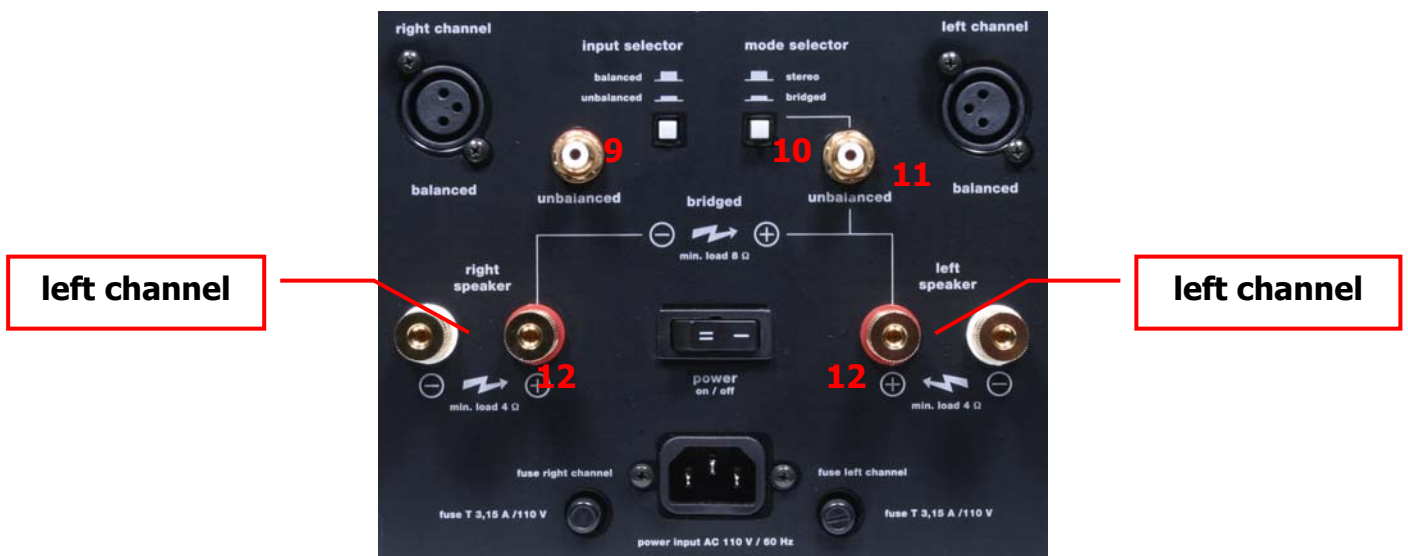 right channel
left channel
input selector
mode selector
balanced
stereo
unbalanced
bridged
9
10
11
balanced
unbalanced
unbalanced
balanced
bridged
− +
min. load 8 Ω
right
speaker
left
speaker
left channel
left channel
= −
12
12
− +
+ −
power
on / off
min. load 4 Ω
min. load 4 Ω
fuse right channel
fuse left channel
fuse T 3,15 A /110 V
fuse T 3,15 A /110 V
power input AC 110 V / 60 Hz